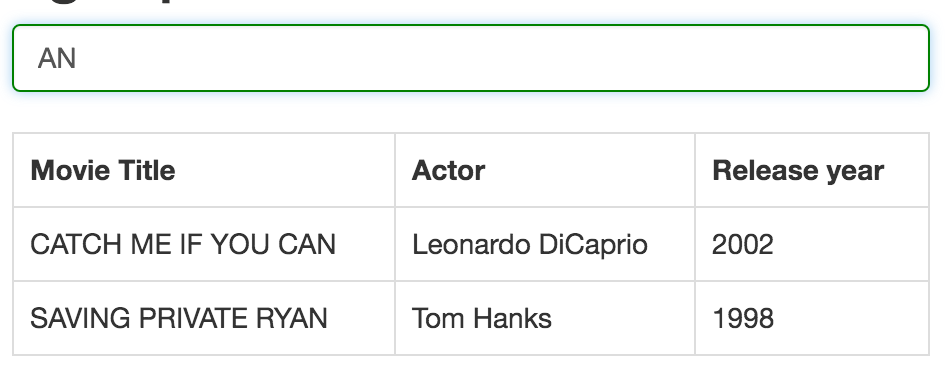 AN
Movie Title Actor Release year
CATCH ME IF YOU CAN Leonardo DiCaprio 2002
SAVING PRIVATE RYAN Tom Hanks 1998